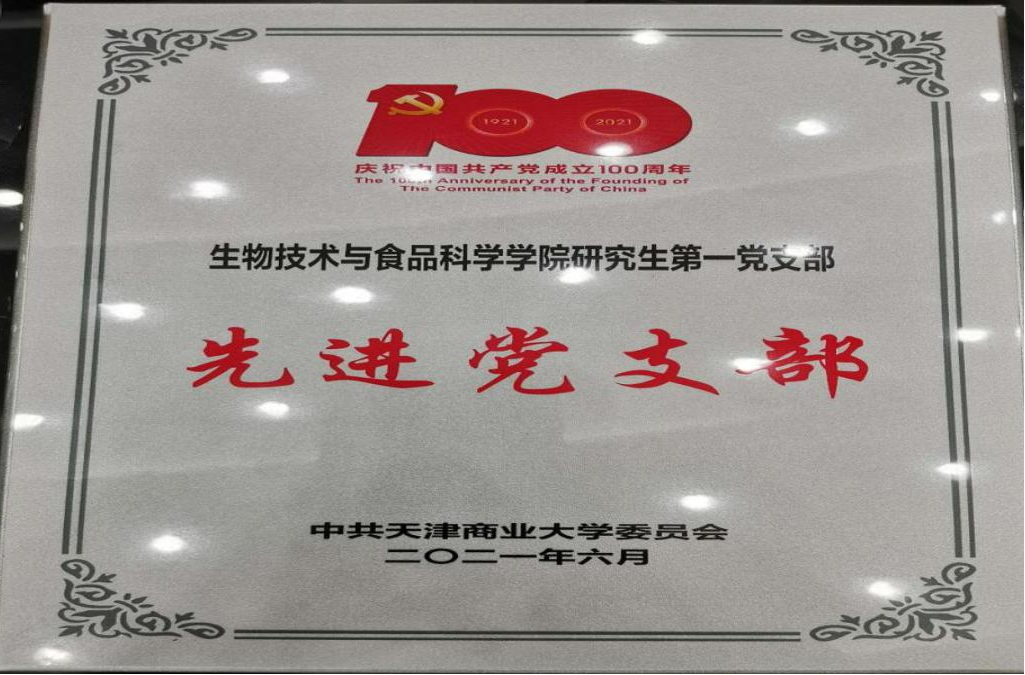 100
1921 2021
庆祝中国共产党成立100周年
The 100th Anniversary of the Founding of
The Communist Party of China
生物技术与食品科学学院研究生第一党支部
先进党支部
中共天津商业大学委员会
二〇二一年六月